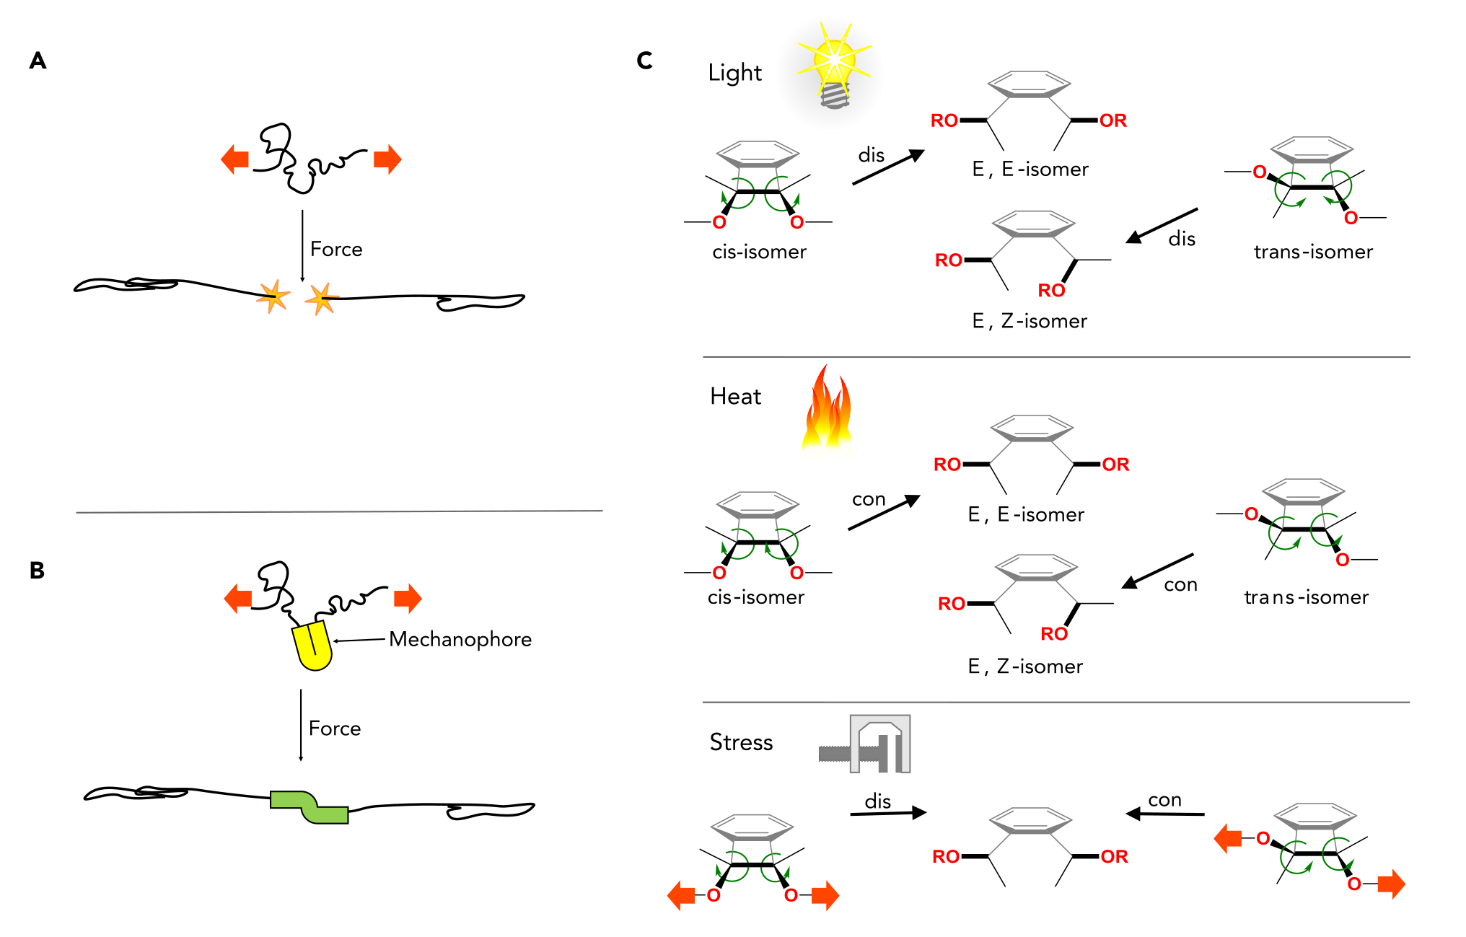 A
Force
B
Mechanophore
Force
C
Light
dis
RO OR
E, E-isomer
O O
cis-isomer
RO
RO
E, Z-isomer
dis
O
O
trans-isomer
Heat
con
RO OR
E, E-isomer
O O
cis-isomer
RO
RO
E, Z-isomer
con
O
O
trans-isomer
Stress
dis
con
O O
RO OR
O
O